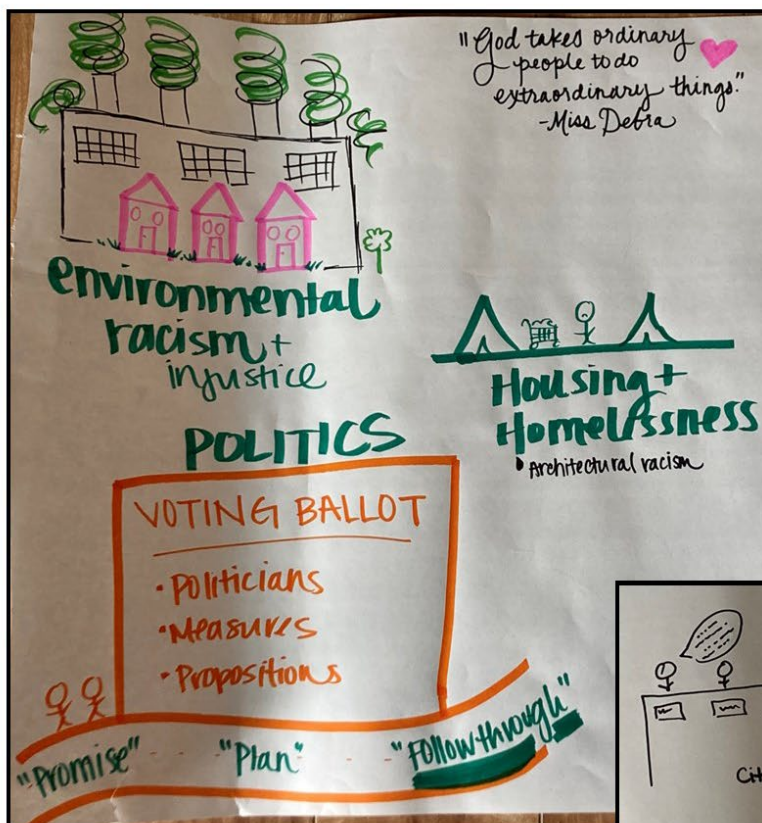 "God takes ordinary
people to do
extraordinary things."
-Miss Debra
environmental
racism +
injustice
Housing +
Homelessness
• Architectural racism
POLITICS
VOTING BALLOT
• Politicians
• Measures
• Propositions
"Promise" - - - "Plan" - - - "Follow through"